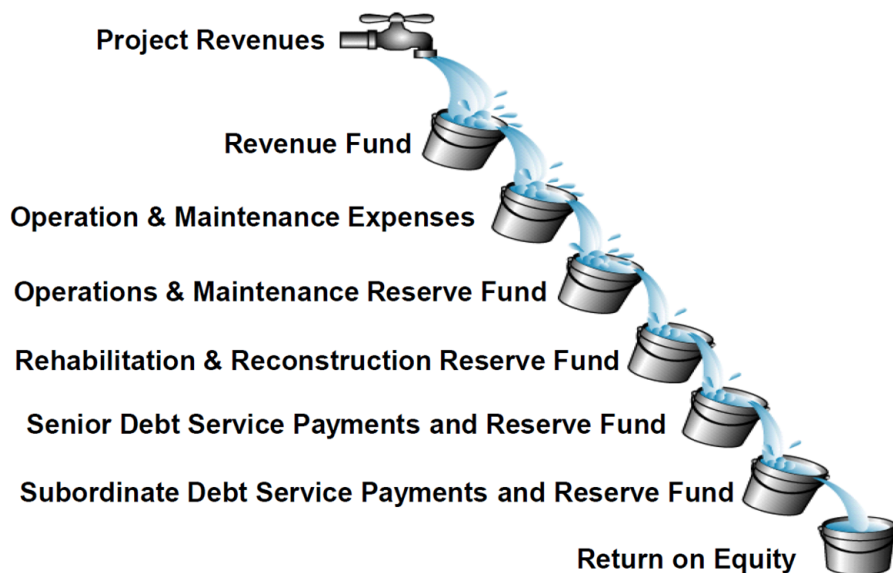 Project Revenues
Revenue Fund
Operation & Maintenance Expenses
Operations & Maintenance Reserve Fund
Rehabilitation & Reconstruction Reserve Fund
Senior Debt Service Payments and Reserve Fund
Subordinate Debt Service Payments and Reserve Fund
Return on Equity